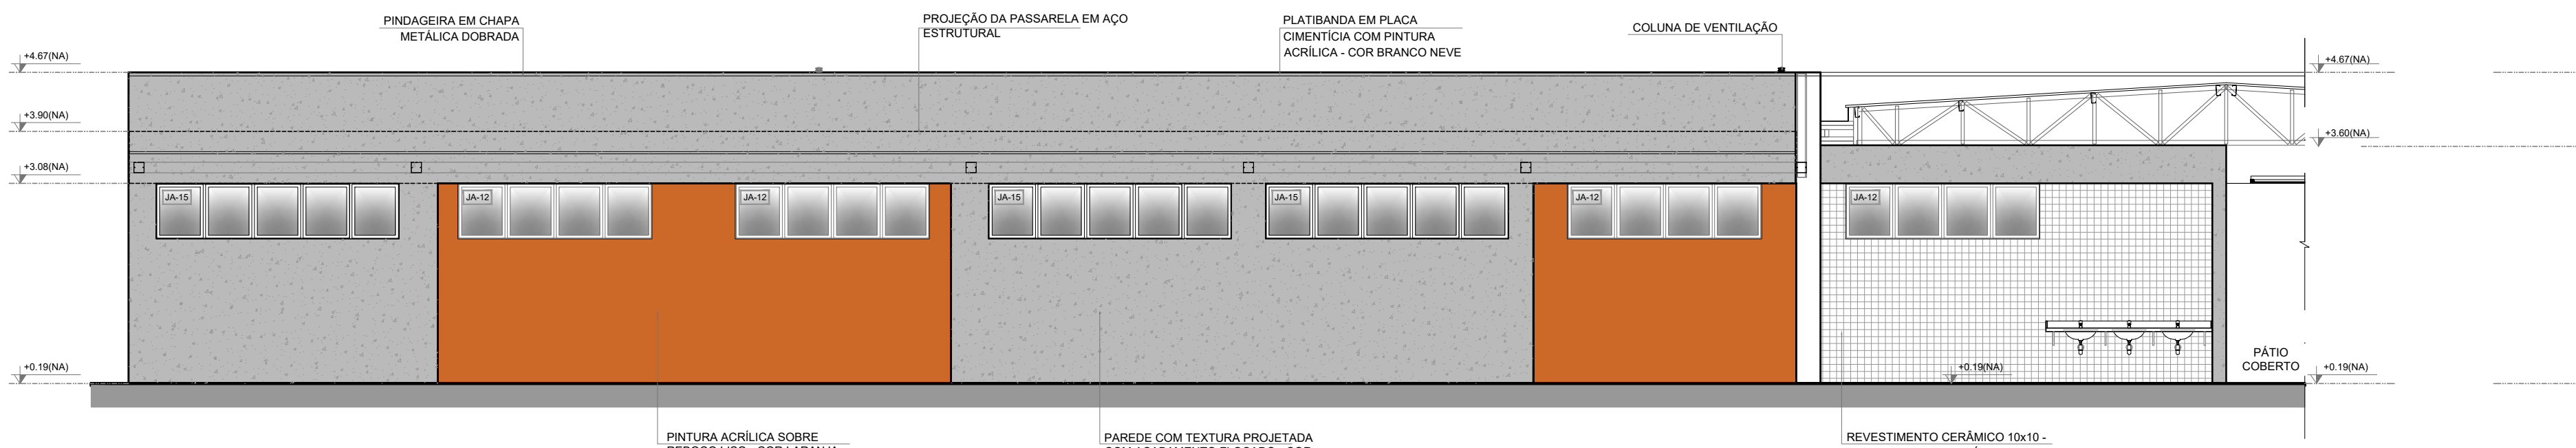 PINDAGEIRA EM CHAPA
METÁLICA DOBRADA
PROJEÇÃO DA PASSARELA EM AÇO
ESTRUTURAL
PLATIBANDA EM PLACA
CIMENTÍCIA COM PINTURA
ACRÍLICA - COR BRANCO NEVE
COLUNA DE VENTILAÇÃO
+4.67(NA)
+4.67(NA)
+3.90(NA)
+3.60(NA)
+3.08(NA)
JA-15
JA-12
JA-12
JA-15
JA-15
JA-12
JA-12
PÁTIO
COBERTO
+0.19(NA)
+0.19(NA)
+0.19(NA)
PINTURA ACRÍLICA SOBRE
PAREDE COM TEXTURA PROJETADA
REVESTIMENTO CERÂMICO 10x10 -